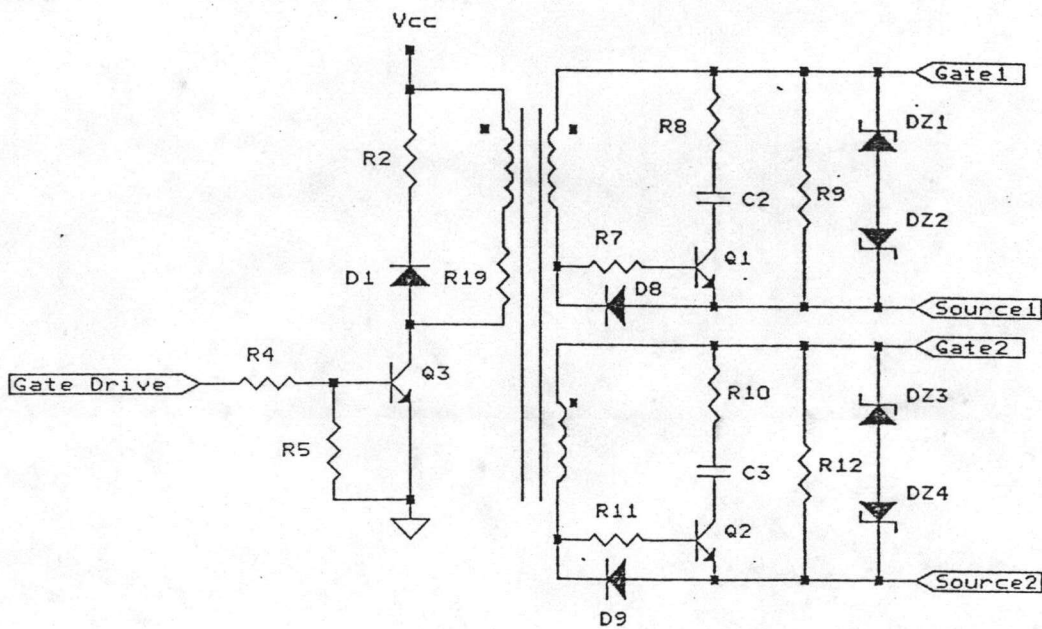 Vcc
Gate1
R8
DZ1
R2
C2
R9
DZ2
R7
Q1
D1
R19
D8
Source1
Gate2
R4
Q3
Gate Drive
R10
DZ3
R5
C3
R12
DZ4
R11
Q2
Source2
D9